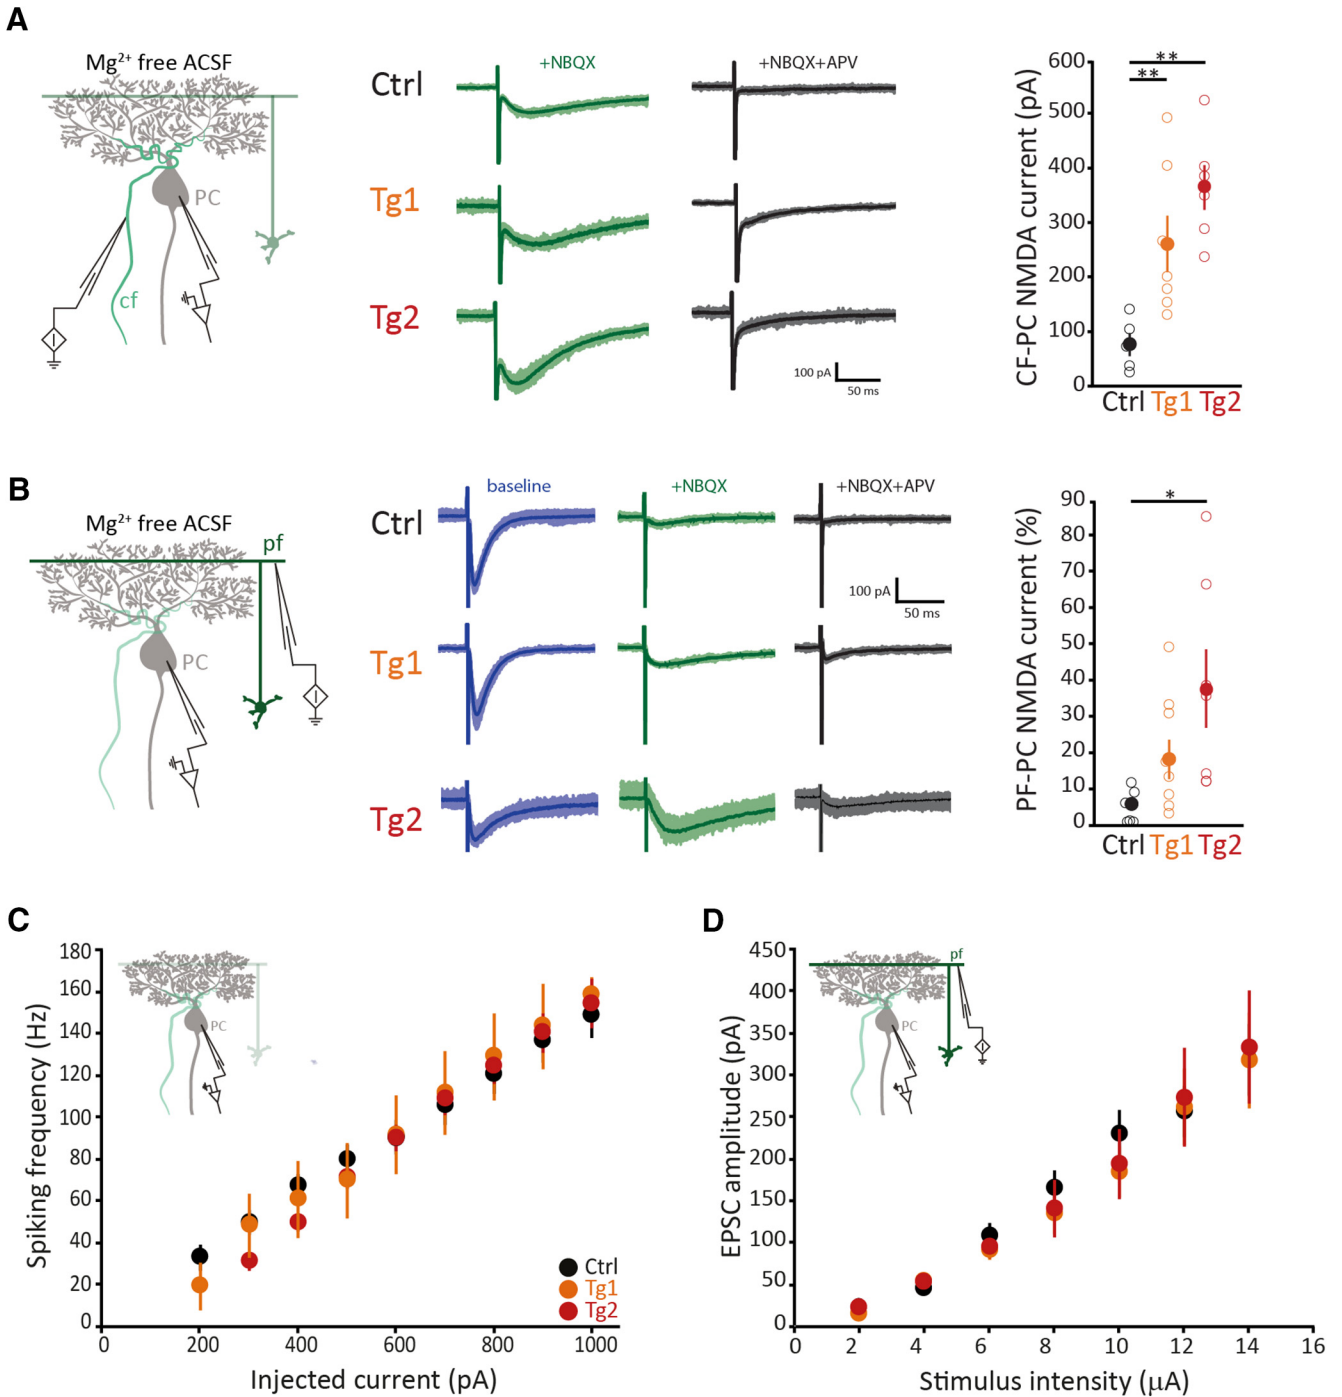 A
Mg2+ free ACSF
PC
cf
Ctrl
+NBQX
+NBQX+APV
Tg1
Tg2
100 pA
50 ms
CF-PC NMDA current (pA)
600
500
400
300
200
100
0
**
**
Ctrl Tg1 Tg2
B
Mg2+ free ACSF
pf
PC
baseline
+NBQX
+NBQX+APV
Ctrl
100 pA
50 ms
Tg1
Tg2
PF-PC NMDA current (%)
90
80
70
60
50
40
30
20
10
0
*
Ctrl Tg1 Tg2
C
Spiking frequency (Hz)
180
160
140
120
100
80
60
40
20
0
PC
Ctrl
Tg1
Tg2
0 200 400 600 800 1000
Injected current (pA)
D
EPSC amplitude (pA)
450
400
350
300
250
200
150
100
50
0
pf
PC
0 2 4 6 8 10 12 14 16
Stimulus intensity (μA)